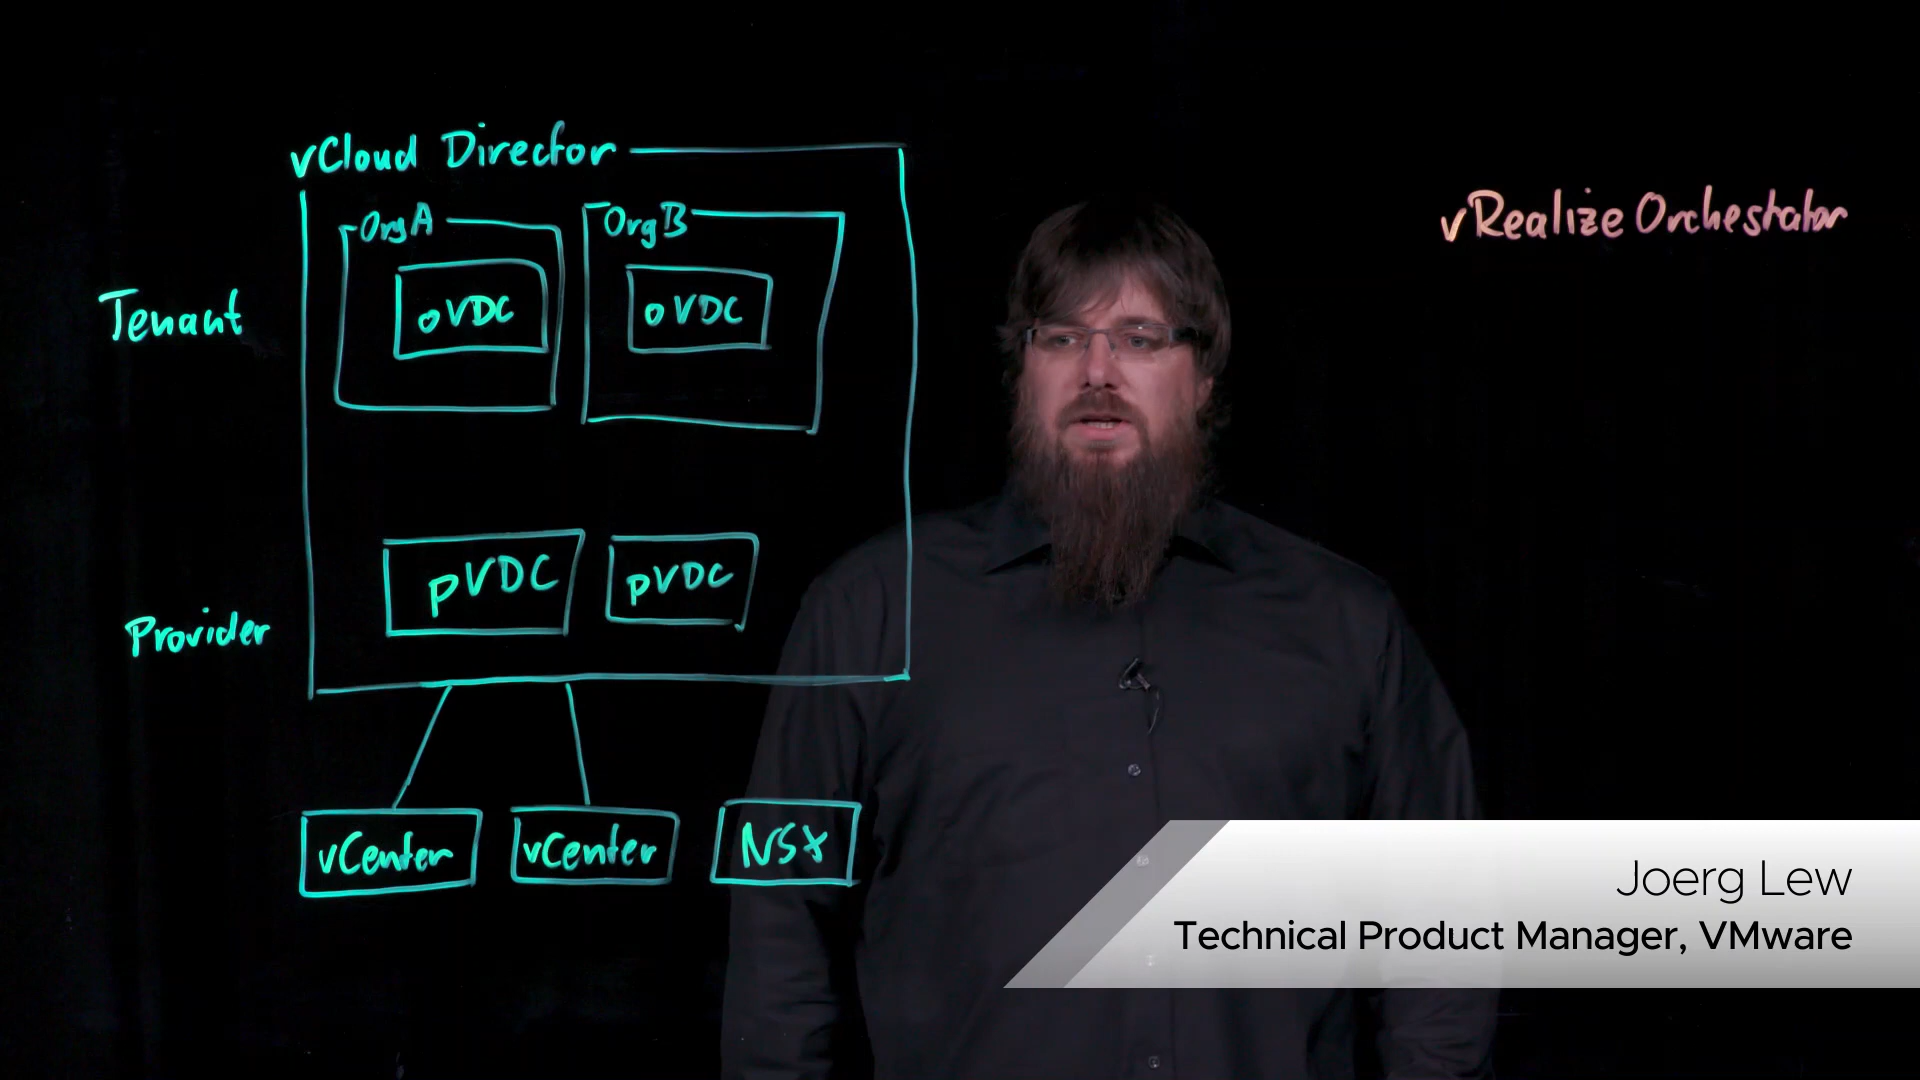 vCloud Director
vRealize Orchestrator
OrgA
OrgB
Tenant
oVDC
oVDC
pVDC
pVDC
Provider
vCenter
vCenter
NSX
Joerg Lew
Technical Product Manager, VMware